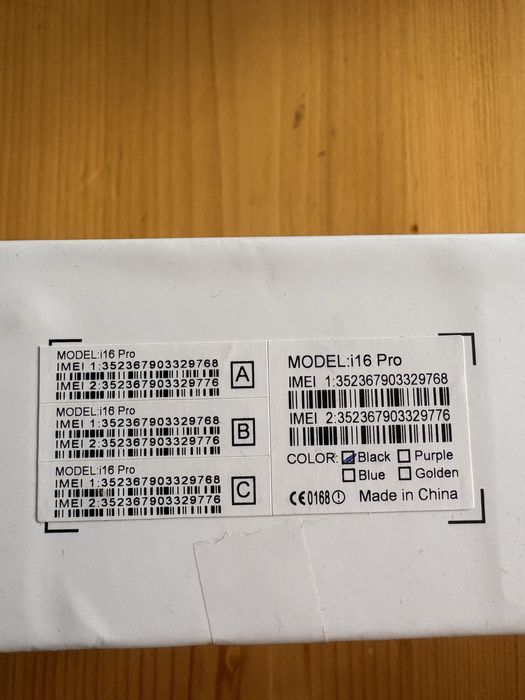 MODEL:i16 Pro
IMEI 1:352367903329768
IMEI 2:352367903329776
A
MODEL:i16 Pro
IMEI 1:352367903329768
IMEI 2:352367903329776
B
MODEL:i16 Pro
IMEI 1:352367903329768
IMEI 2:352367903329776
C
MODEL:i16 Pro
IMEI 1:352367903329768
IMEI 2:352367903329776
COLOR: Black Purple
Blue Golden
CE0168 Made in China